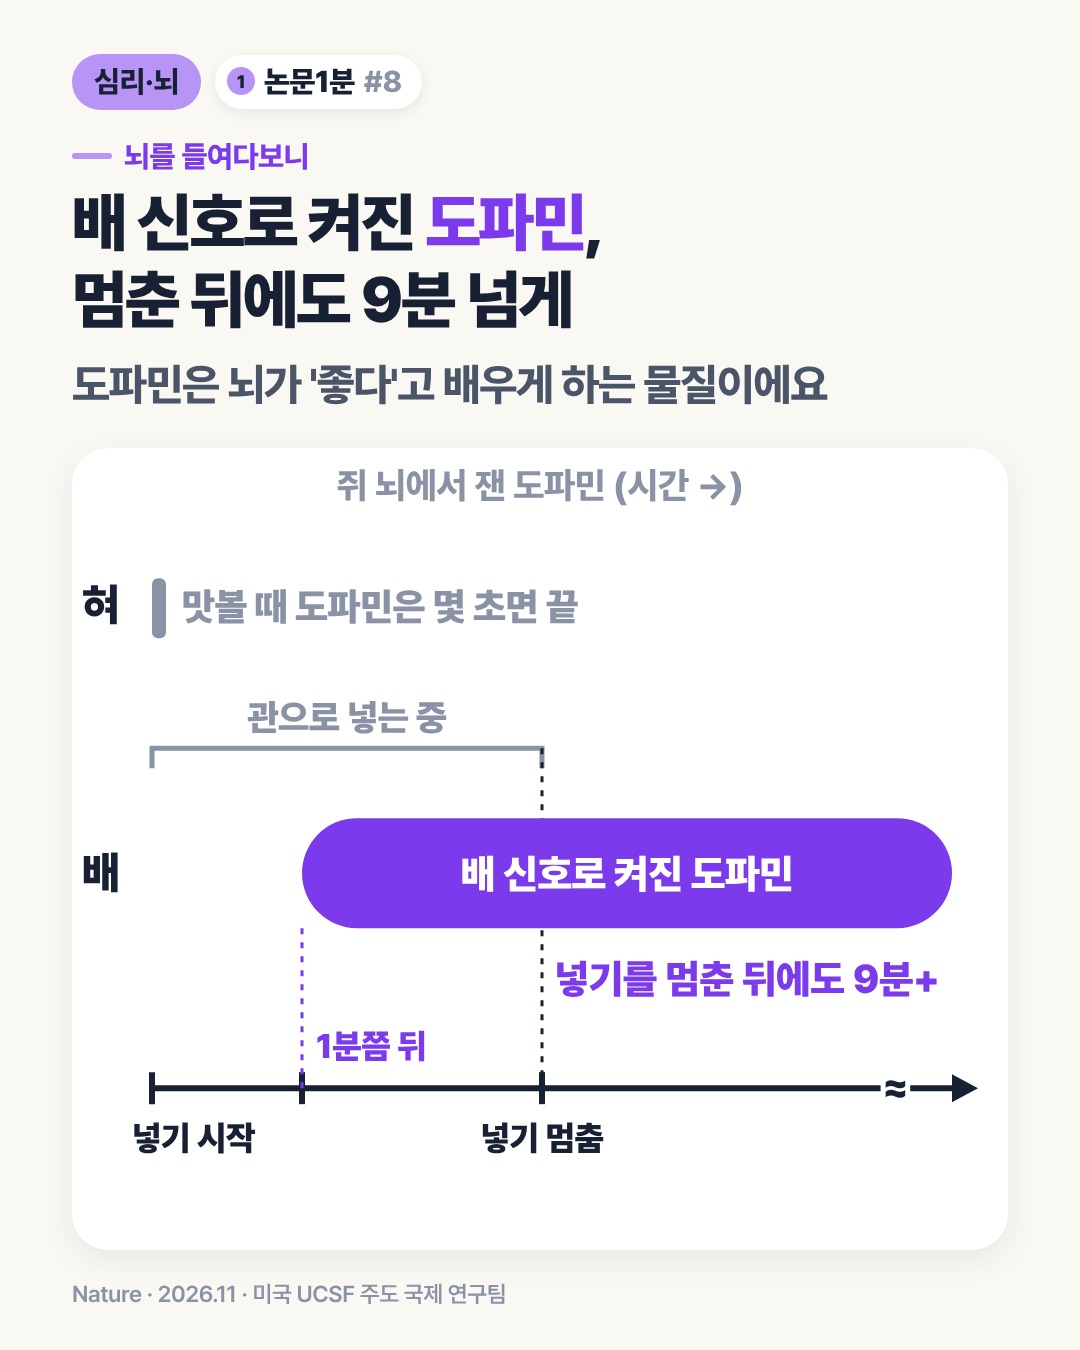 심리·뇌
1 논문1분 #8
뇌를 들여다보니
배 신호로 켜진 도파민,
멈춘 뒤에도 9분 넘게
도파민은 뇌가 '좋다'고 배우게 하는 물질이에요
쥐 뇌에서 잰 도파민 (시간 →)
혀
맛볼 때 도파민은 몇 초면 끝
관으로 넣는 중
배
배 신호로 켜진 도파민
넣기를 멈춘 뒤에도 9분+
1분쯤 뒤
≈
넣기 시작
넣기 멈춤
Nature · 2026.11 · 미국 UCSF 주도 국제 연구팀